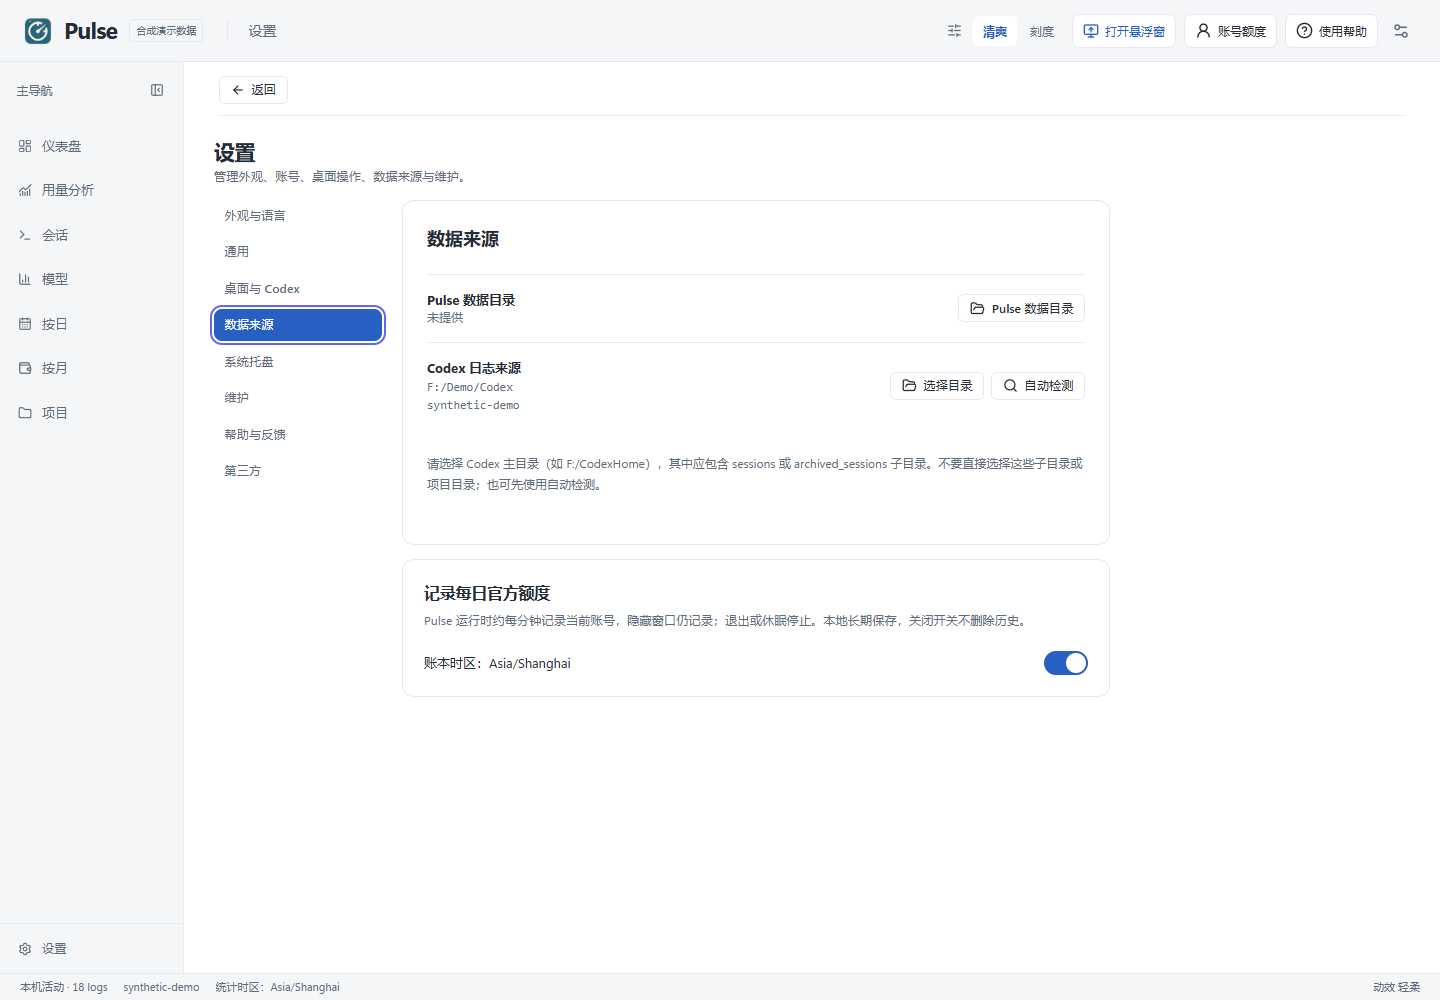 Pulse 合成演示数据 设置 清爽 刻度 打开悬浮窗 账号额度 使用帮助
主导航
仪表盘
用量分析
会话
模型
按日
按月
项目
设置
返回
设置
管理外观、账号、桌面操作、数据来源与维护。
外观与语言
通用
桌面与 Codex
数据来源
系统托盘
维护
帮助与反馈
第三方
数据来源
Pulse 数据目录
未提供
Pulse 数据目录
Codex 日志来源
F:/Demo/Codex
synthetic-demo
选择目录 自动检测
请选择 Codex 主目录（如 F:/CodexHome），其中应包含 sessions 或 archived_sessions 子目录。不要直接选择这些子目录或
项目目录；也可先使用自动检测。
记录每日官方额度
Pulse 运行时约每分钟记录当前账号，隐藏窗口仍记录；退出或休眠停止。本地长期保存，关闭开关不删除历史。
账本时区：Asia/Shanghai
本机活动 · 18 logs synthetic-demo 统计时区：Asia/Shanghai 动效 轻柔